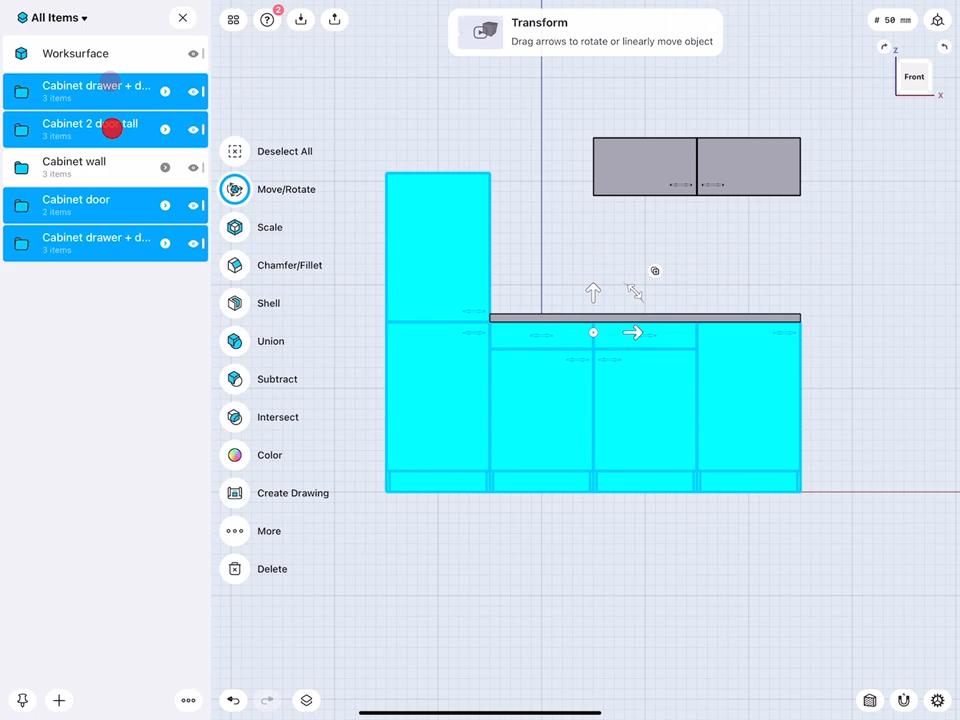 All Items ▾
2
Transform
Drag arrows to rotate or linearly move object
# 50 mm
Worksurface
Cabinet drawer + d...
3 items
Cabinet 2 door tall
3 items
Cabinet wall
3 items
Cabinet door
2 items
Cabinet drawer + d...
3 items
Deselect All
Move/Rotate
Scale
Chamfer/Fillet
Shell
Union
Subtract
Intersect
Color
Create Drawing
More
Delete
Z
Front
X